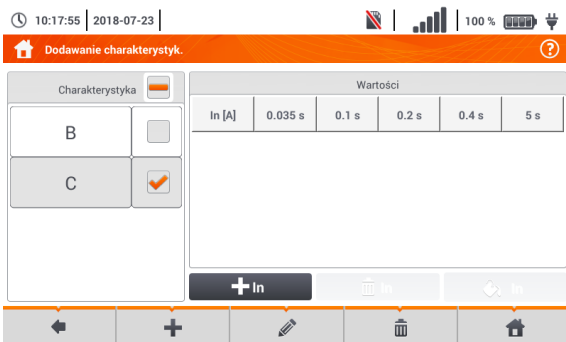 10:17:55 2018-07-23 100 %
Dodawanie charakterystyk. ?
Charakterystyka
Wartości
In [A] 0.035 s 0.1 s 0.2 s 0.4 s 5 s
B
C
In In In